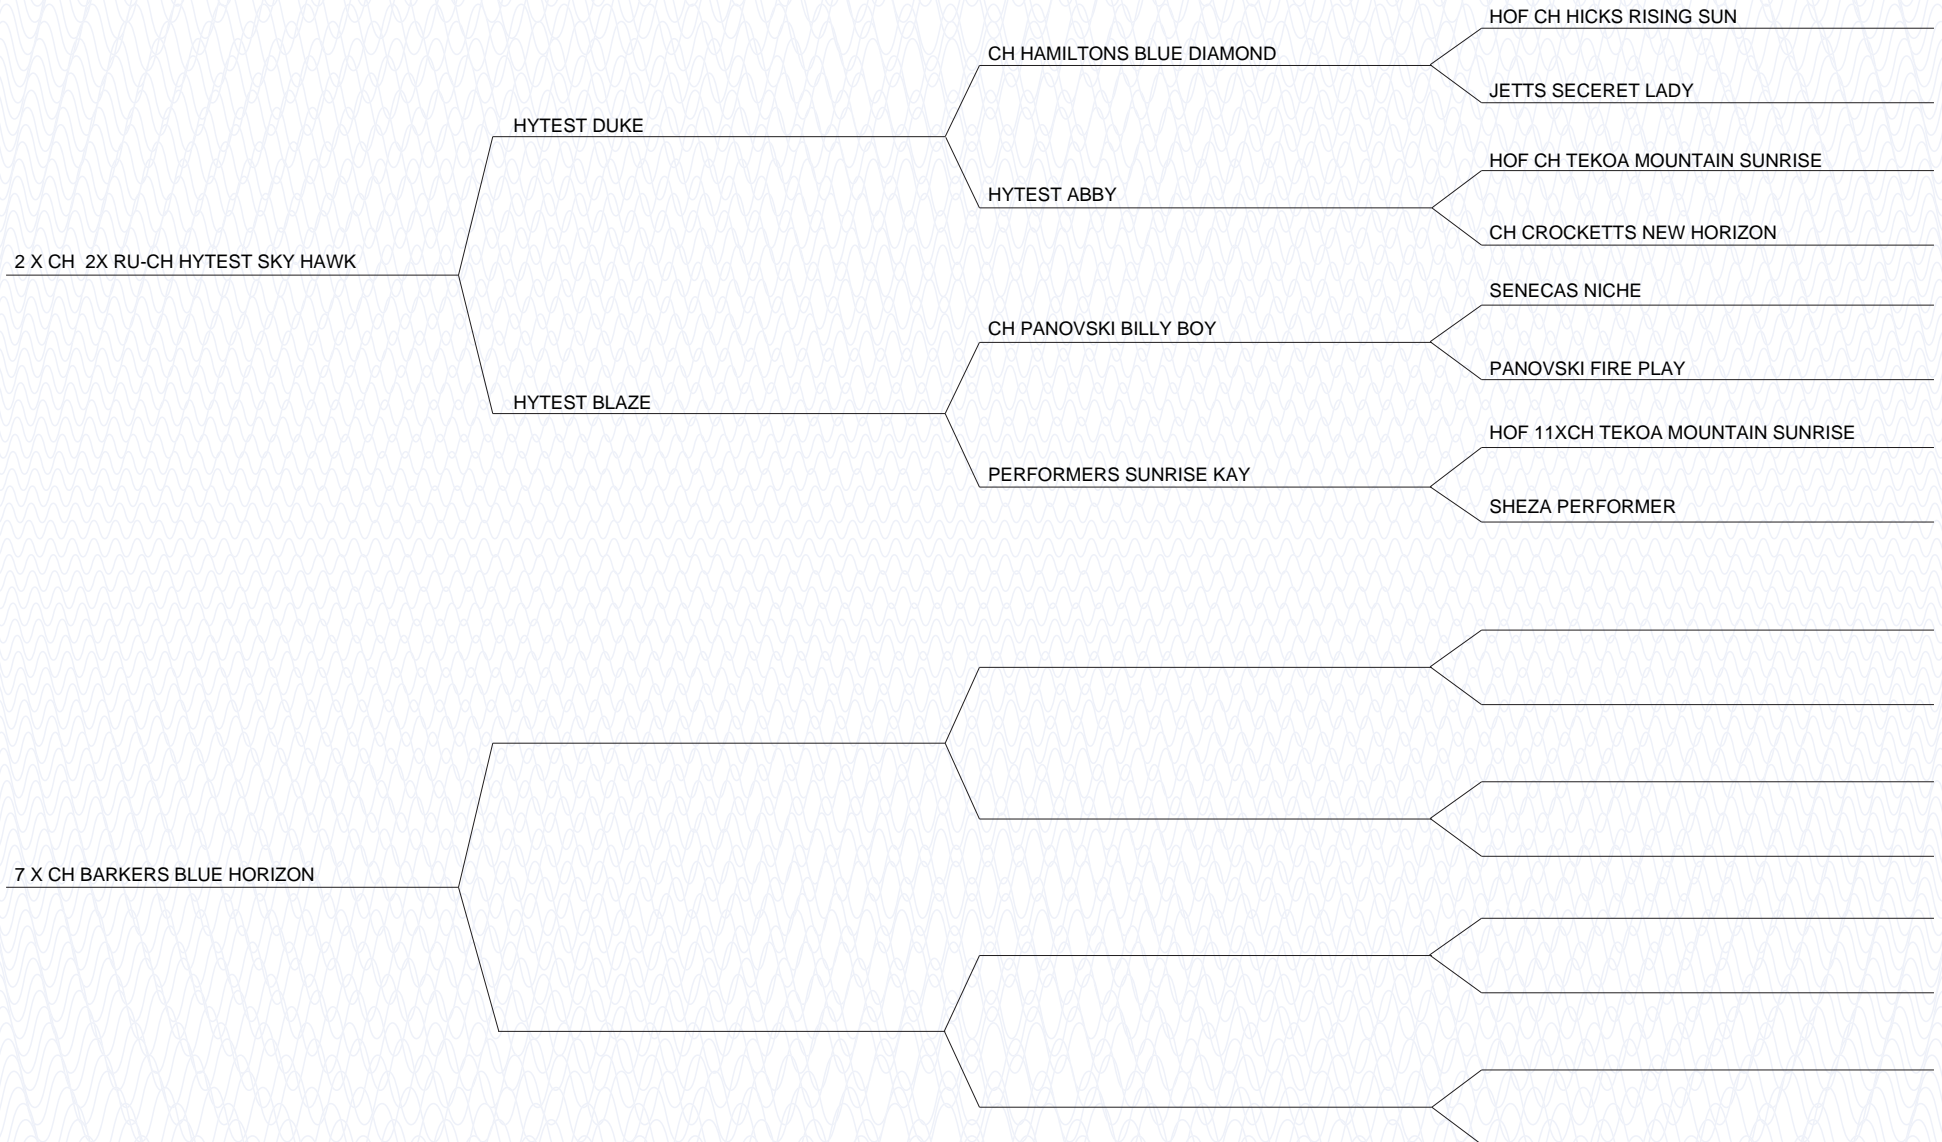 HOF CH HICKS RISING SUN
CH HAMILTONS BLUE DIAMOND
JETTS SECERET LADY
HYTEST DUKE
HOF CH TEKOA MOUNTAIN SUNRISE
HYTEST ABBY
CH CROCKETTS NEW HORIZON
2 X CH  2X RU-CH HYTEST SKY HAWK
SENECAS NICHE
CH PANOVSKI BILLY BOY
PANOVSKI FIRE PLAY
HYTEST BLAZE
HOF 11XCH TEKOA MOUNTAIN SUNRISE
PERFORMERS SUNRISE KAY
SHEZA PERFORMER
7 X CH BARKERS BLUE HORIZON